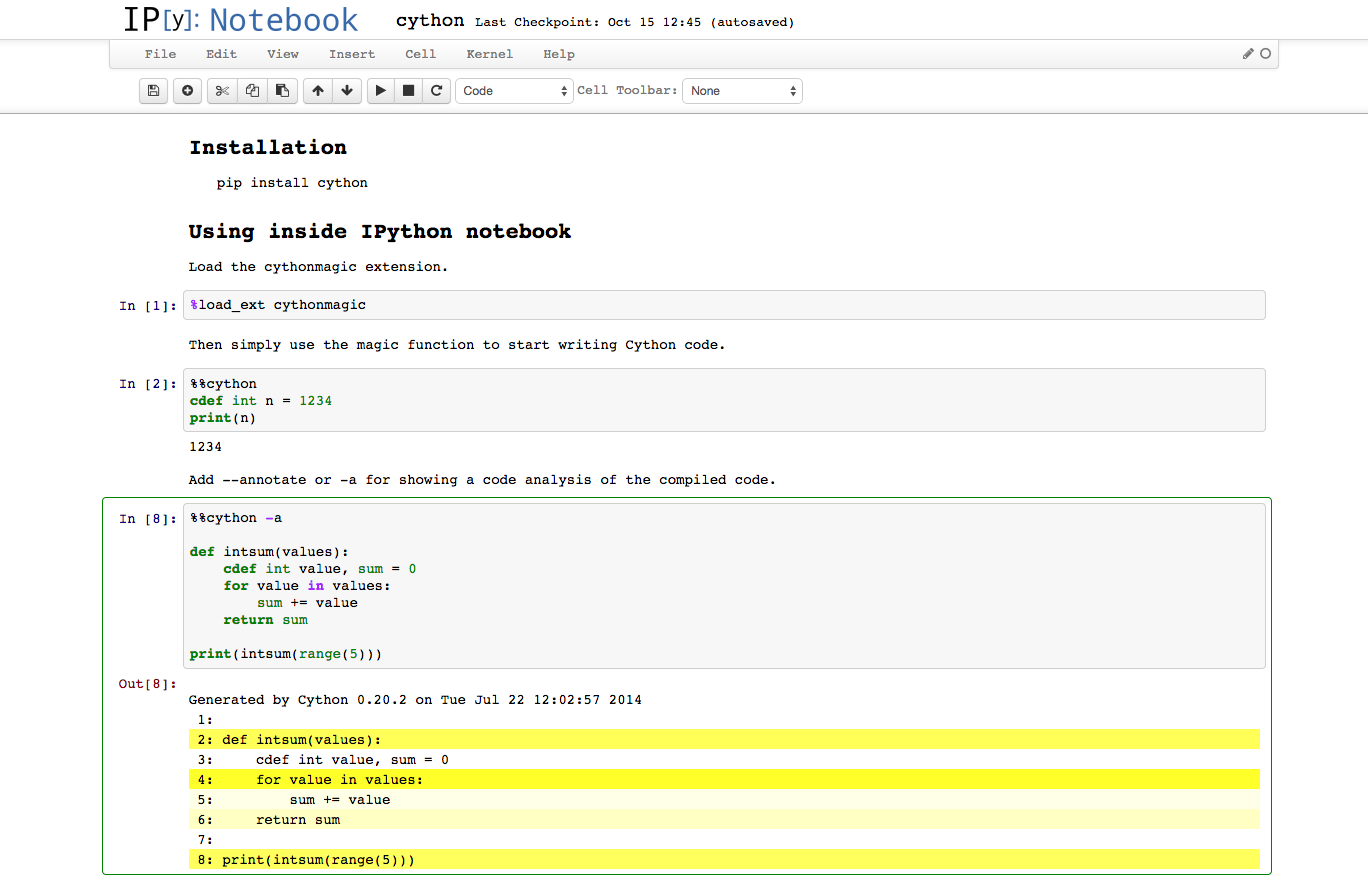 IP[y]: Notebook cython Last Checkpoint: Oct 15 12:45 (autosaved)
File Edit View Insert Cell Kernel Help
Code Cell Toolbar: None
Installation
pip install cython
Using inside IPython notebook
Load the cythonmagic extension.
In [1]: %load_ext cythonmagic
Then simply use the magic function to start writing Cython code.
In [2]: %%cython
cdef int n = 1234
print(n)
1234
Add --annotate or -a for showing a code analysis of the compiled code.
In [8]: %%cython -a
def intsum(values):
    cdef int value, sum = 0
    for value in values:
        sum += value
    return sum
print(intsum(range(5)))
Out[8]:
Generated by Cython 0.20.2 on Tue Jul 22 12:02:57 2014
1:
2: def intsum(values):
3:     cdef int value, sum = 0
4:     for value in values:
5:         sum += value
6:     return sum
7:
8: print(intsum(range(5)))